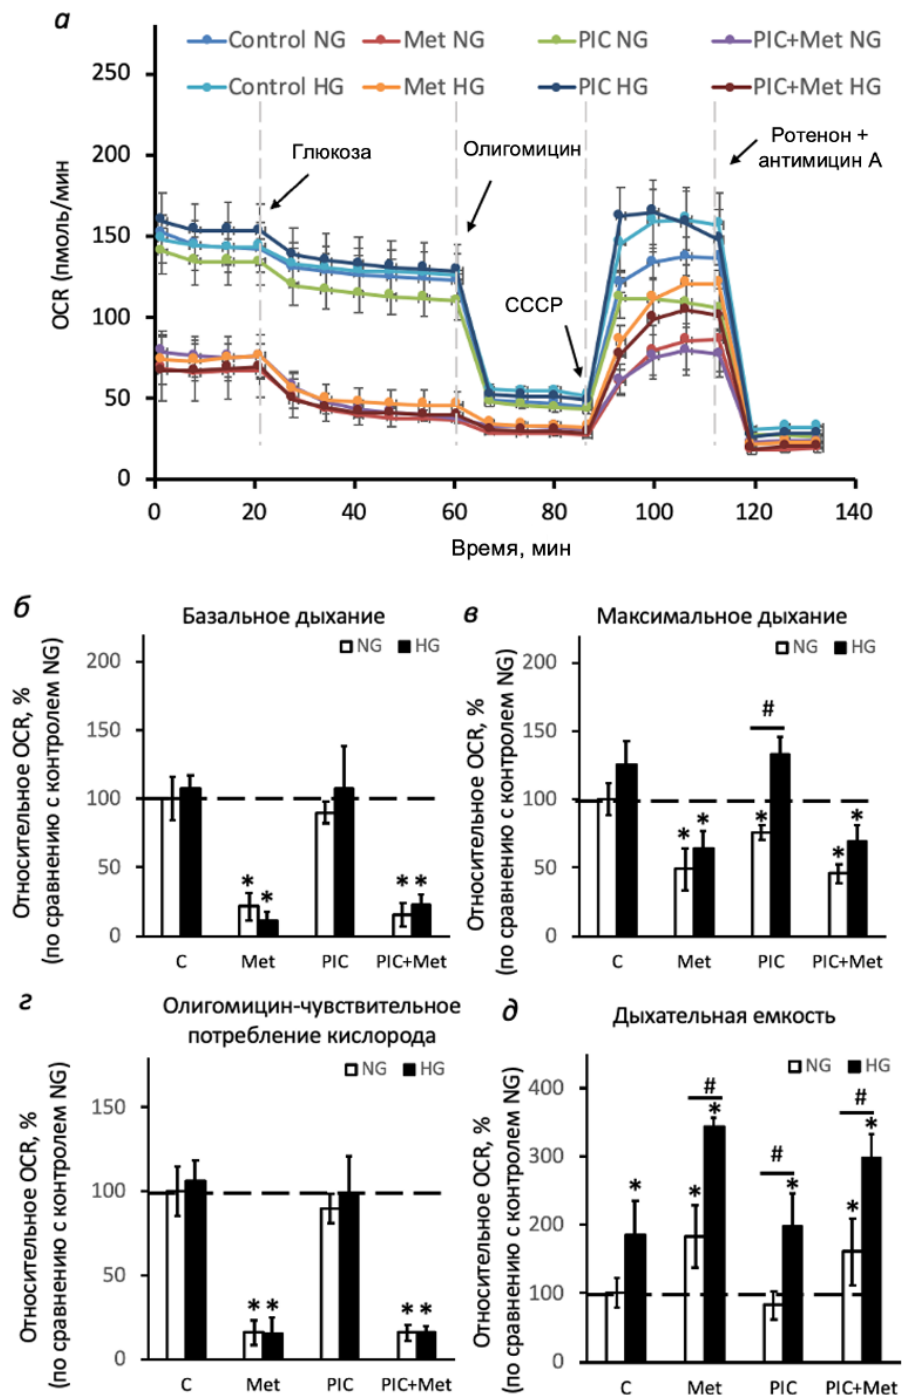 а
Control NG Met NG PIC NG PIC+Met NG
Control HG Met HG PIC HG PIC+Met HG
OCR (пмоль/мин)
250
200
150
100
50
0
Глюкоза
Олигомицин
CCCP
Ротенон +
антимицин А
0 20 40 60 80 100 120 140
Время, мин
б
Базальное дыхание
NG HG
Относительное OCR, %
(по сравнению с контролем NG)
200
150
100
50
0
* * * *
C Met PIC PIC+Met
в
Максимальное дыхание
NG HG
Относительное OCR, %
(по сравнению с контролем NG)
200
150
100
50
0
#
* * * * *
C Met PIC PIC+Met
г
Олигомицин-чувствительное
потребление кислорода
NG HG
Относительное OCR, %
(по сравнению с контролем NG)
150
100
50
0
* * * *
C Met PIC PIC+Met
д
Дыхательная емкость
NG HG
Относительное OCR, %
(по сравнению с контролем NG)
400
300
200
100
0
# # #
* * * * * *
C Met PIC PIC+Met